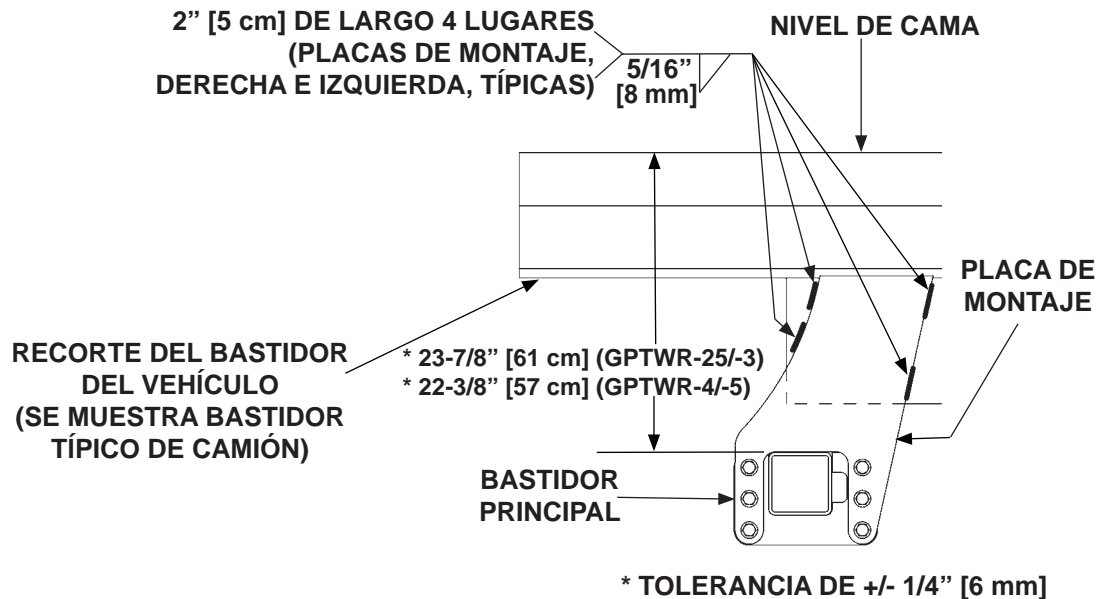 2” [5 cm] DE LARGO 4 LUGARES
(PLACAS DE MONTAJE,
DERECHA E IZQUIERDA, TÍPICAS)
5/16”
[8 mm]
NIVEL DE CAMA
PLACA DE
MONTAJE
RECORTE DEL BASTIDOR
DEL VEHÍCULO
(SE MUESTRA BASTIDOR
TÍPICO DE CAMIÓN)
* 23-7/8” [61 cm] (GPTWR-25/-3)
* 22-3/8” [57 cm] (GPTWR-4/-5)
BASTIDOR
PRINCIPAL
* TOLERANCIA DE +/- 1/4” [6 mm]